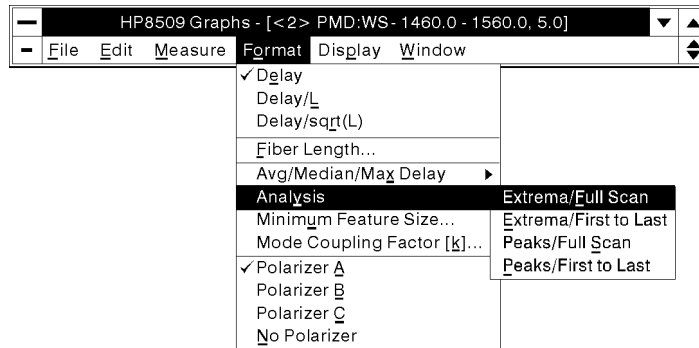 HP8509 Graphs - [<2> PMD:WS - 1460.0 - 1560.0, 5.0]
File Edit Measure Format Display Window
✓Delay
Delay/L
Delay/sqrt(L)
Fiber Length...
Avg/Median/Max Delay
Analysis
Minimum Feature Size...
Mode Coupling Factor [k]...
✓Polarizer A
Polarizer B
Polarizer C
No Polarizer
Extrema/Full Scan
Extrema/First to Last
Peaks/Full Scan
Peaks/First to Last